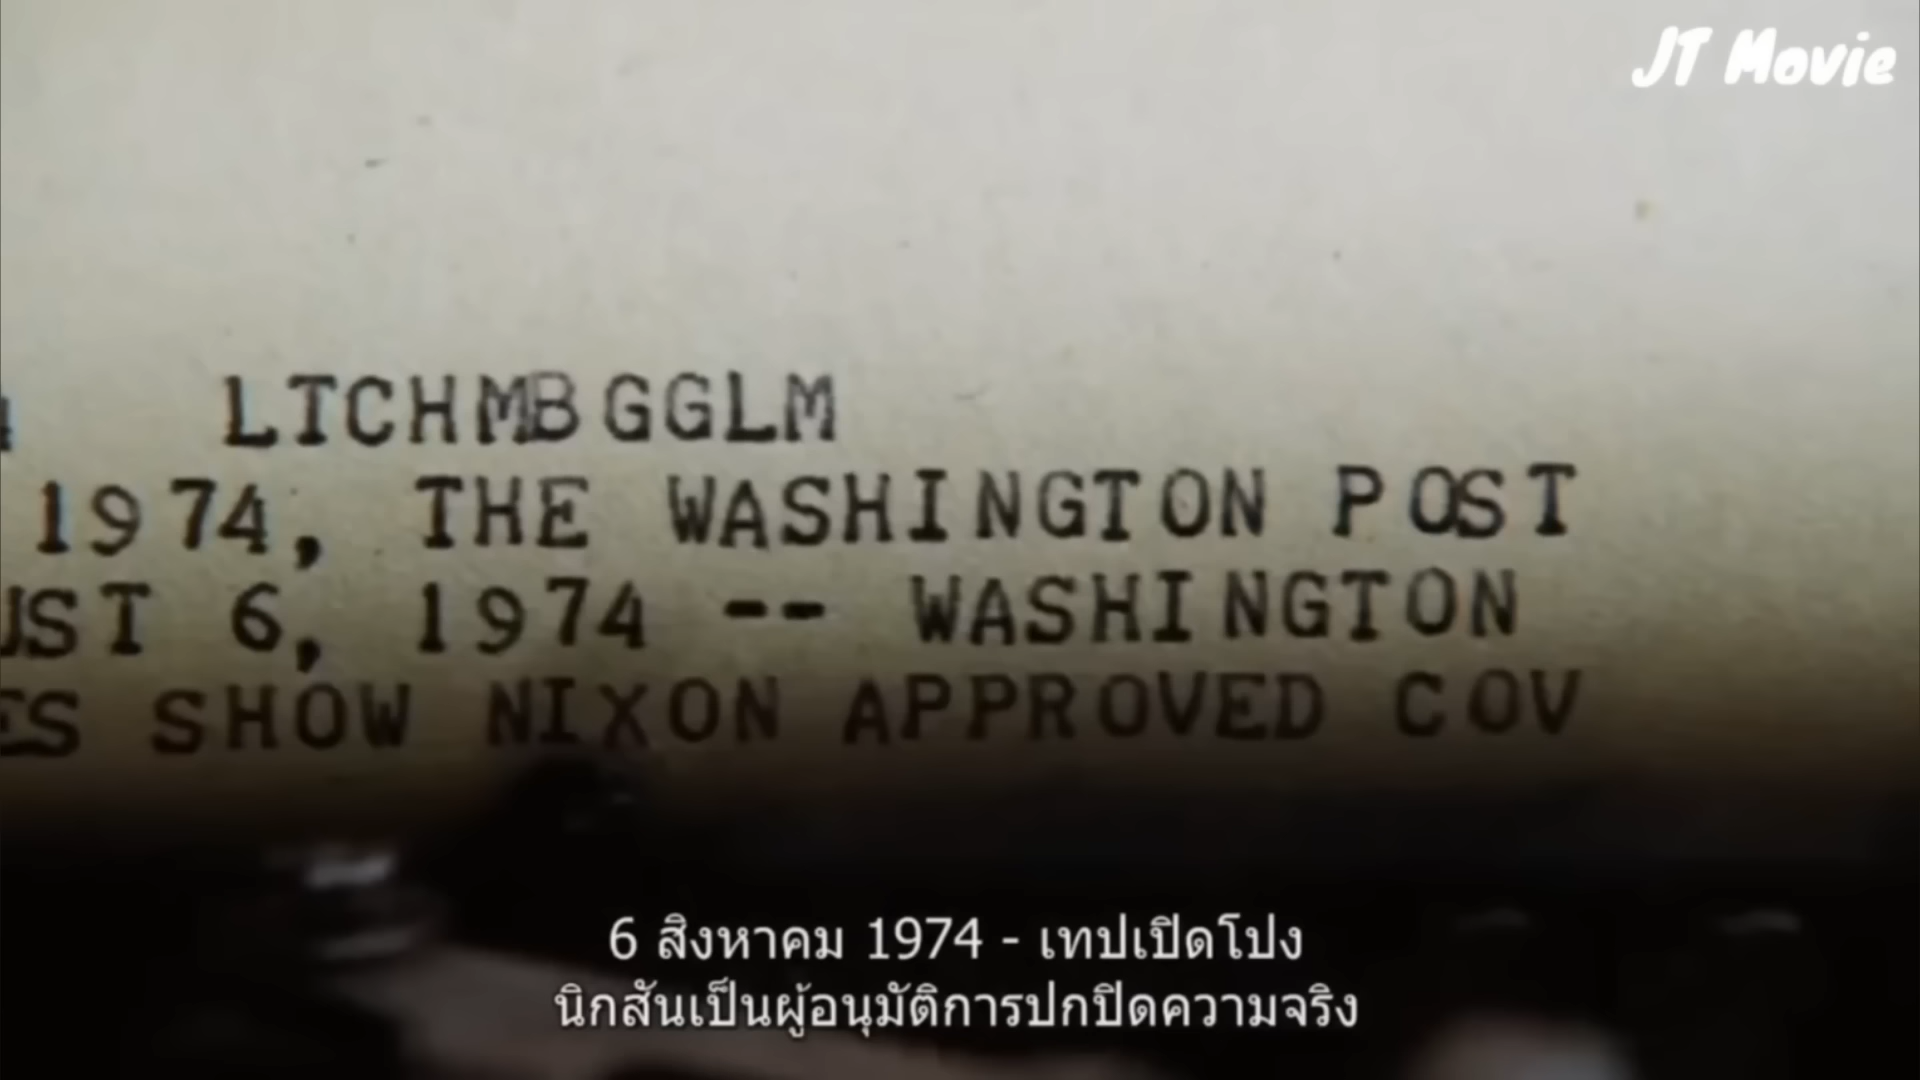 JT Movie
LTCHMBGGLM
1974, THE WASHINGTON POST
UST 6, 1974 -- WASHINGTON
ES SHOW NIXON APPROVED COV
6 สิงหาคม 1974 - เทปเปิดโปง
นิกสันเป็นผู้อนุมัติการปกปิดความจริง